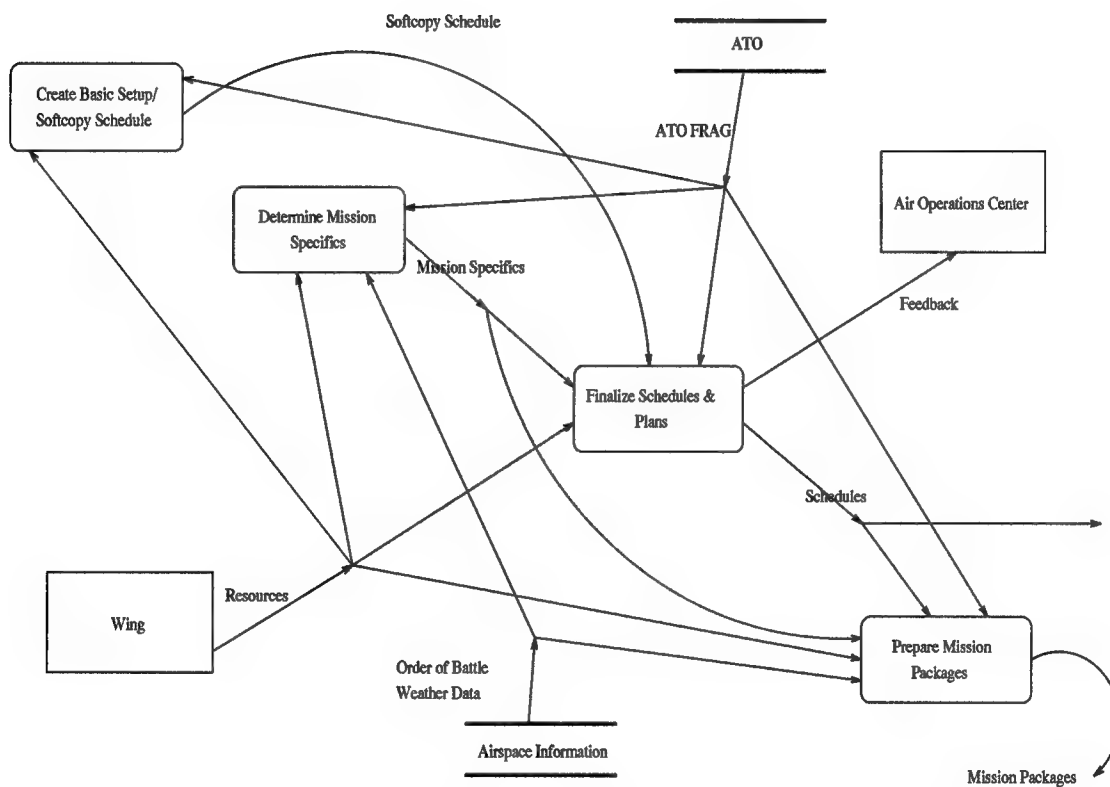 Softcopy Schedule
ATO
Create Basic Setup/
Softcopy Schedule
ATO FRAG
Air Operations Center
Determine Mission
Specifics
Mission Specifics
Feedback
Finalize Schedules &
Plans
Schedules
Resources
Wing
Order of Battle
Weather Data
Prepare Mission
Packages
Airspace Information
Mission Packages